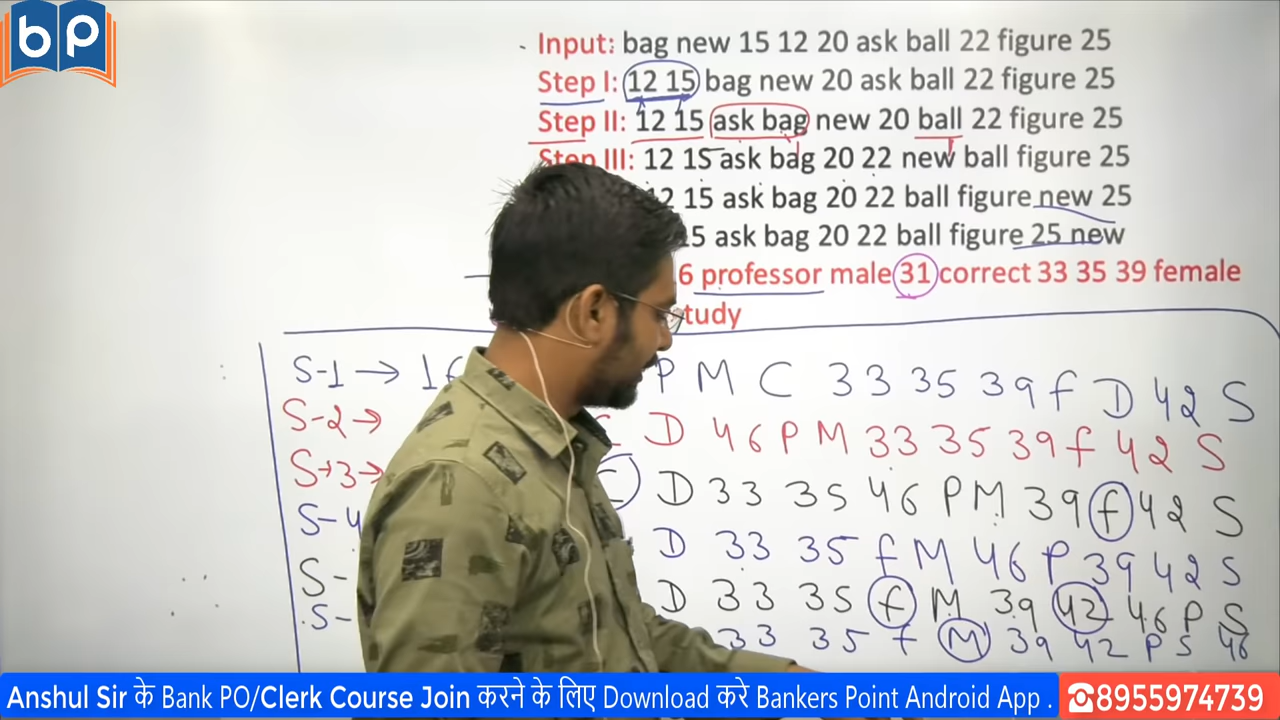 bp
Input: bag new 15 12 20 ask ball 22 figure 25
Step I: 12 15 bag new 20 ask ball 22 figure 25
Step II: 12 15 ask bag new 20 ball 22 figure 25
Step III: 12 15 ask bag 20 22 new ball figure 25
12 15 ask bag 20 22 ball figure new 25
15 ask bag 20 22 ball figure 25 new
6 professor male 31 correct 33 35 39 female
study
S-1 → 16 P M C 33 35 39 f D 42 S
S-2 → C D 46 P M 33 35 39 f 42 S
S-3 → C D 33 35 46 P M 39 f 42 S
S-4 D 33 35 f M 46 P 39 42 S
S- D 33 35 f M 39 42 46 P S
S- 33 35 f M 39 42 P S 46
Anshul Sir के Bank PO/Clerk Course Join करने के लिए Download करे Bankers Point Android App . ☎8955974739